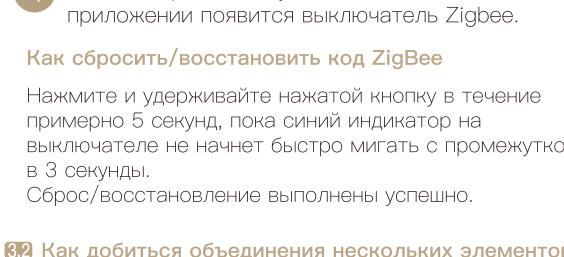 приложении появится выключатель Zigbee.
Как сбросить/восстановить код ZigBee
Нажмите и удерживайте нажатой кнопку в течение
примерно 5 секунд, пока синий индикатор на
выключателе не начнет быстро мигать с промежутко
в 3 секунды.
Сброс/восстановление выполнены успешно.
3.2 Как добиться объединения нескольких элементов